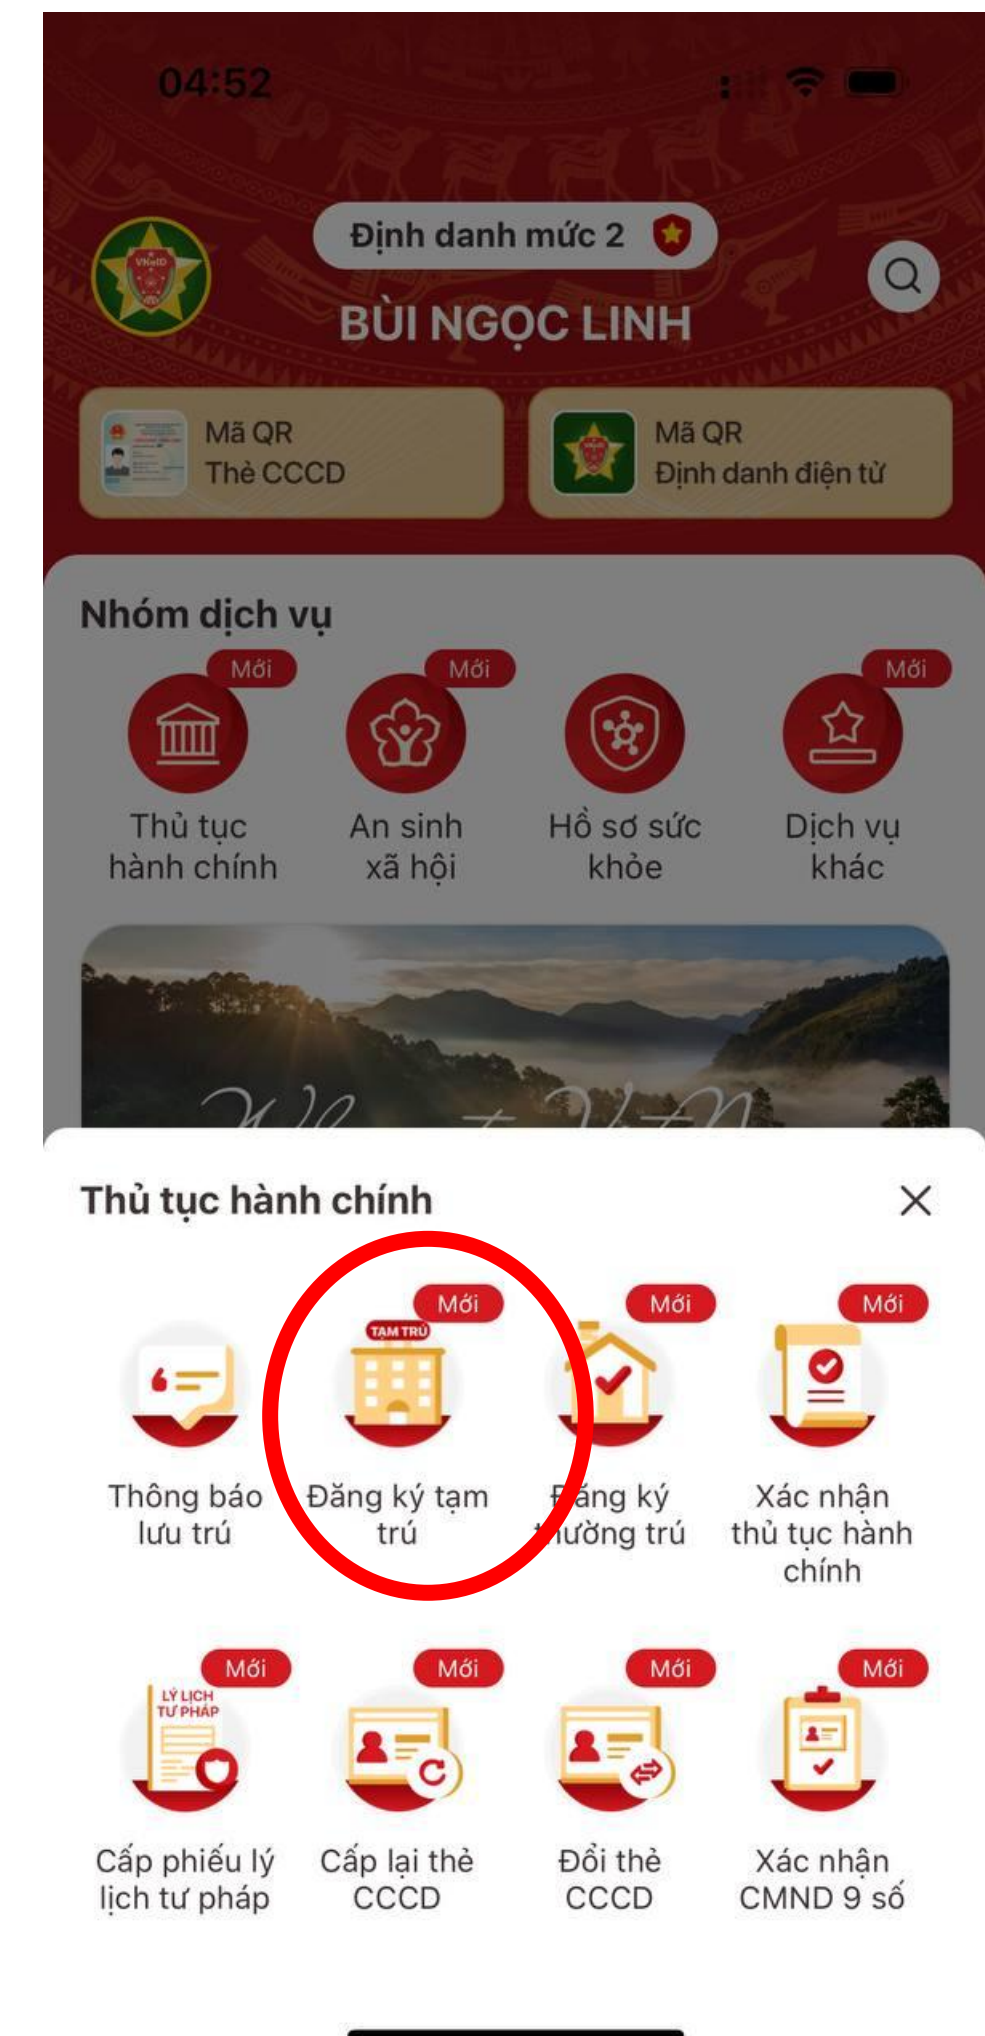 04:52
Định danh mức 2
VNeID
BÙI NGỌC LINH
Mã QR
Thẻ CCCD
Mã QR
Định danh điện tử
Nhóm dịch vụ
Mới
Mới
Mới
Thủ tục
hành chính
An sinh
xã hội
Hồ sơ sức
khỏe
Dịch vụ
khác
Thủ tục hành chính
Mới
Mới
Mới
TẠM TRÚ
Thông báo
lưu trú
Đăng ký tạm
trú
Đăng ký
thường trú
Xác nhận
thủ tục hành
chính
Mới
Mới
Mới
Mới
LÝ LỊCH
TƯ PHÁP
Cấp phiếu lý
lịch tư pháp
Cấp lại thẻ
CCCD
Đổi thẻ
CCCD
Xác nhận
CMND 9 số